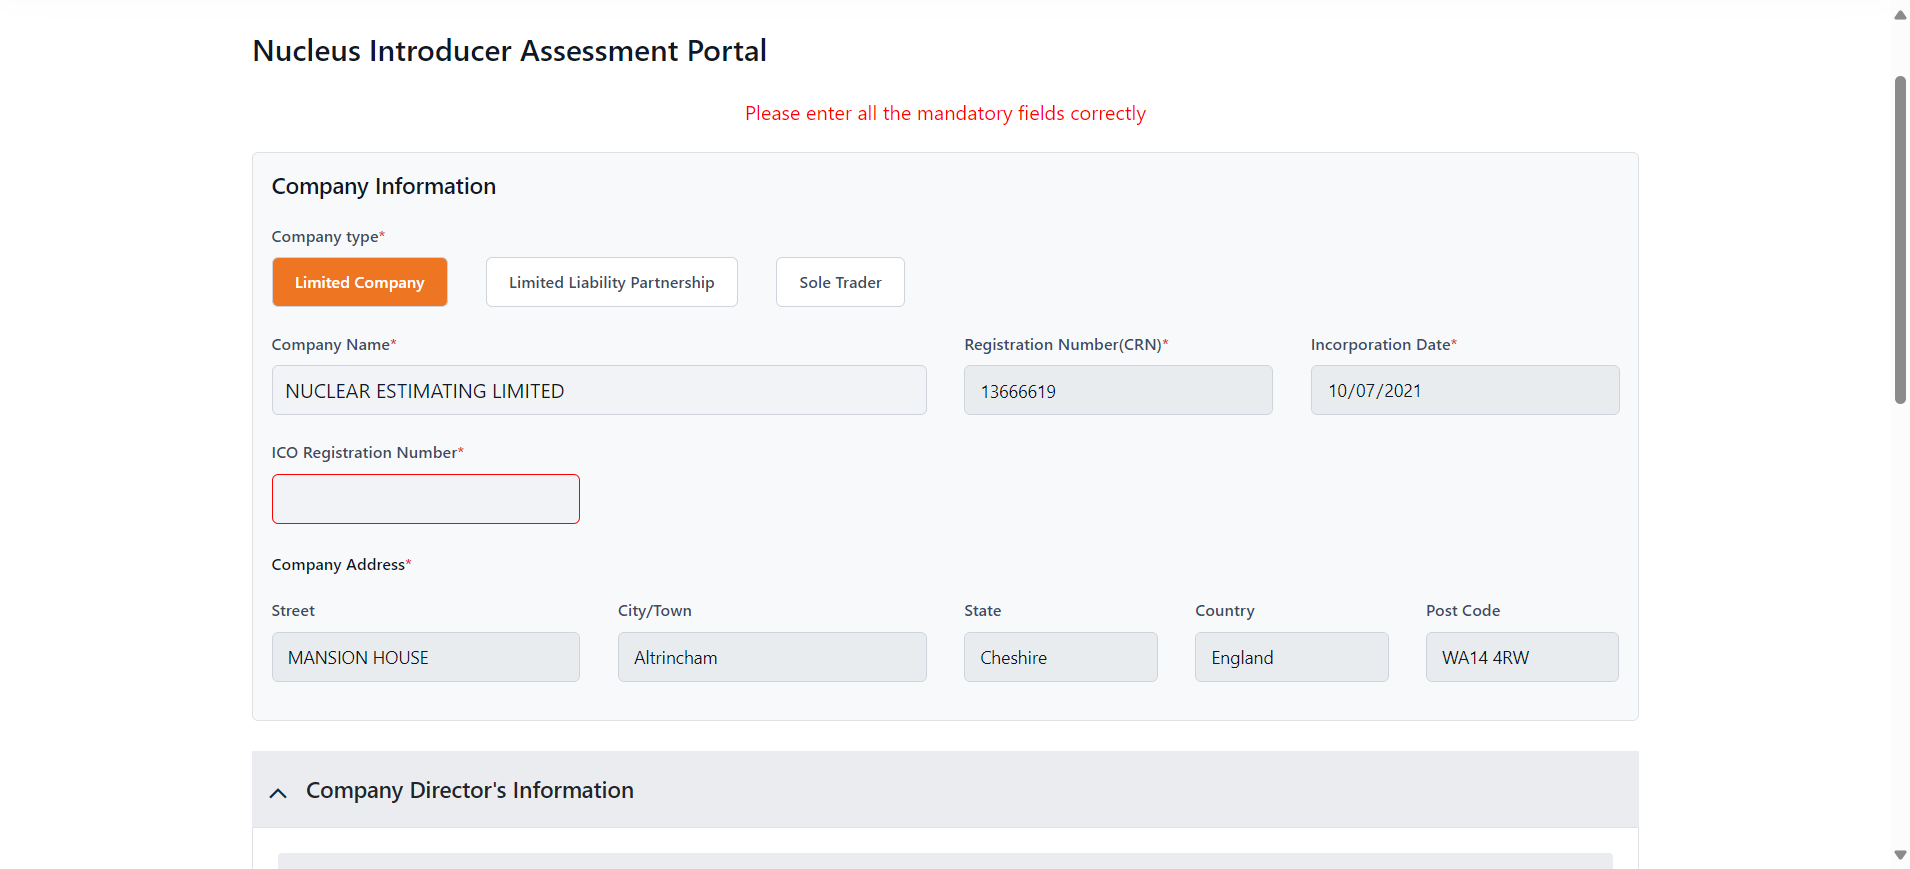 Nucleus Introducer Assessment Portal
Please enter all the mandatory fields correctly
Company Information
Company type*
Limited Company Limited Liability Partnership Sole Trader
Company Name* Registration Number(CRN)* Incorporation Date*
NUCLEAR ESTIMATING LIMITED 13666619 10/07/2021
ICO Registration Number*
Company Address*
Street City/Town State Country Post Code
MANSION HOUSE Altrincham Cheshire England WA14 4RW
Company Director's Information